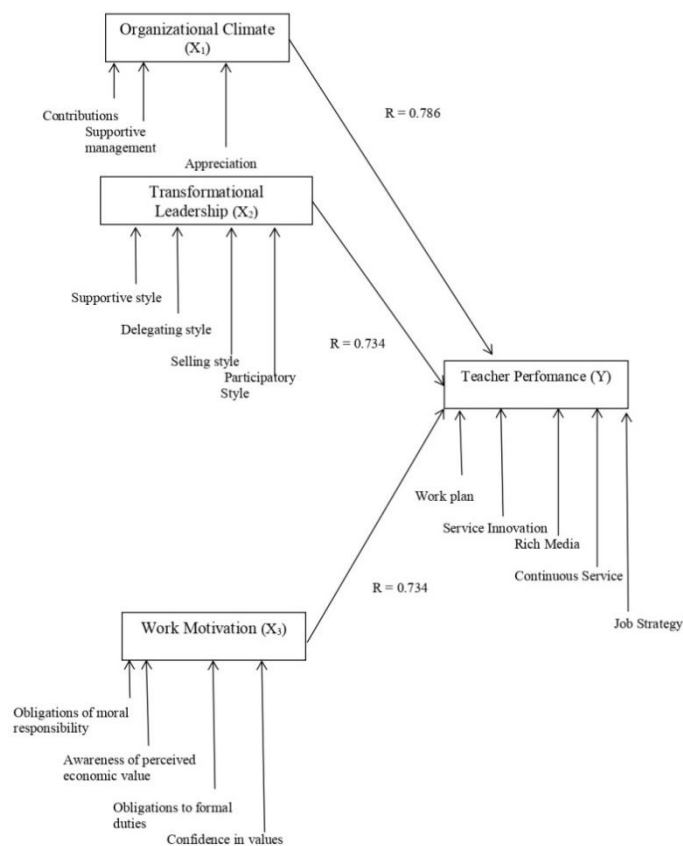 Organizational Climate
(X₁)
R = 0.786
Contributions
Supportive
management
Appreciation
Transformational
Leadership (X₂)
Supportive style
Delegating style
R = 0.734
Selling style
Participatory
Style
Teacher Perfomance (Y)
Work plan
Service Innovation
Rich Media
Continuous Service
Job Strategy
R = 0.734
Work Motivation (X₃)
Obligations of moral
responsibility
Awareness of perceived
economic value
Obligations to formal
duties
Confidence in values